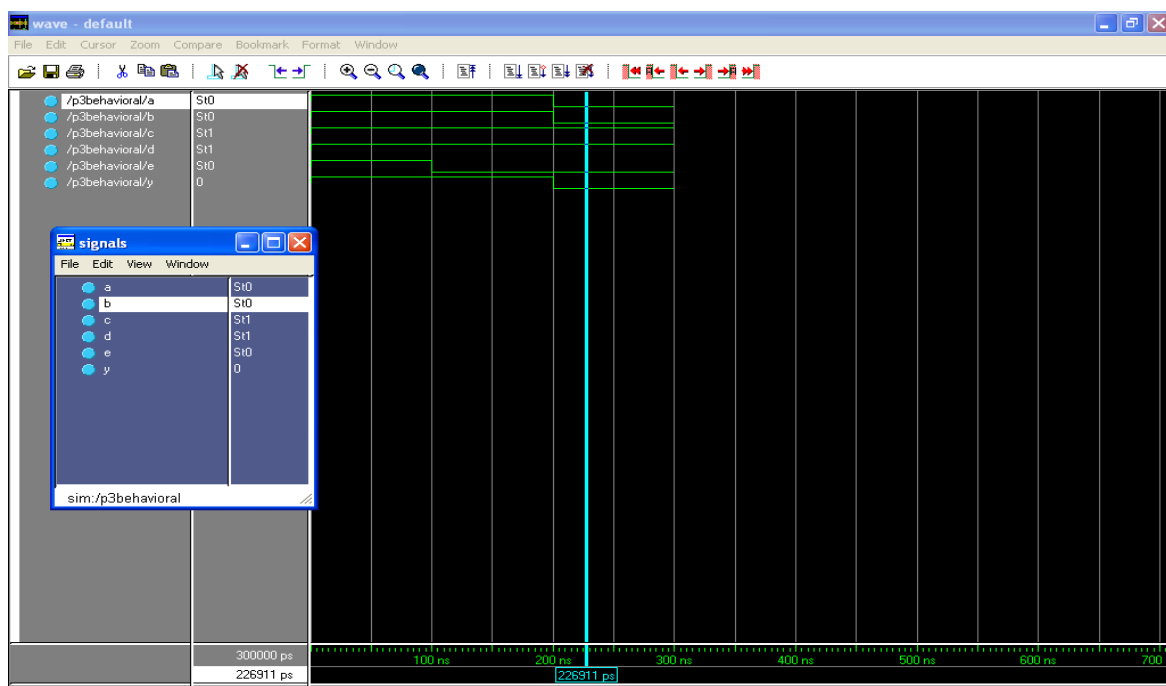 wave - default
File Edit Cursor Zoom Compare Bookmark Format Window
/p3behavioral/a St0
/p3behavioral/b St0
/p3behavioral/c St1
/p3behavioral/d St1
/p3behavioral/e St0
/p3behavioral/y 0
signals
File Edit View Window
a St0
b St0
c St1
d St1
e St0
y 0
sim:/p3behavioral
300000 ps 100 ns 200 ns 300 ns 400 ns 500 ns 600 ns 700
226911 ps 226911 ps